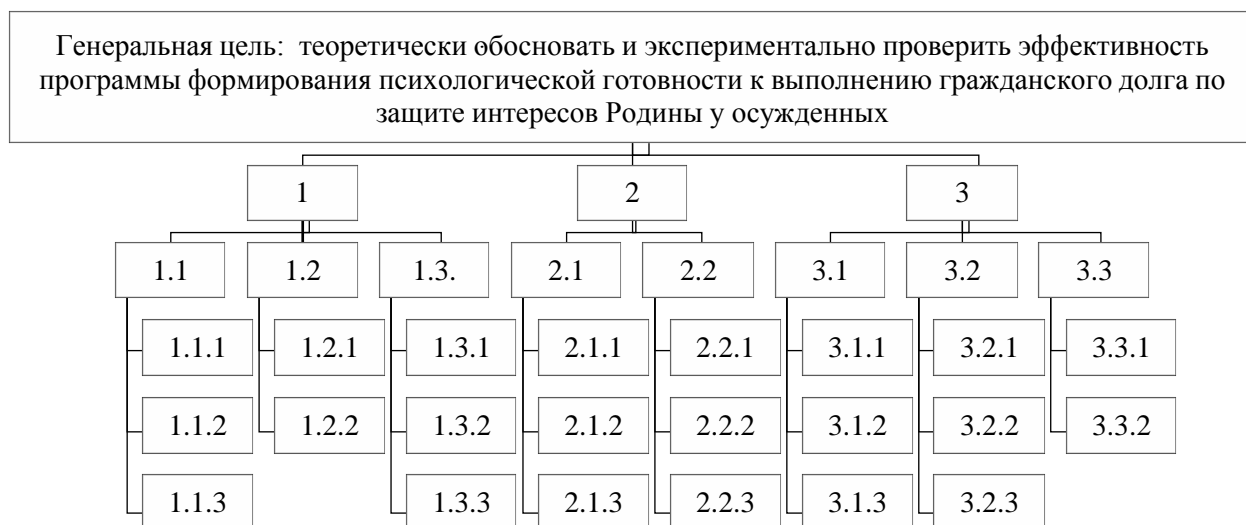 Генеральная цель: теоретически обосновать и экспериментально проверить эффективность
программы формирования психологической готовности к выполнению гражданского долга по
защите интересов Родины у осужденных
1 2 3
1.1 1.2 1.3. 2.1 2.2 3.1 3.2 3.3
1.1.1 1.2.1 1.3.1 2.1.1 2.2.1 3.1.1 3.2.1 3.3.1
1.1.2 1.2.2 1.3.2 2.1.2 2.2.2 3.1.2 3.2.2 3.3.2
1.1.3 1.3.3 2.1.3 2.2.3 3.1.3 3.2.3